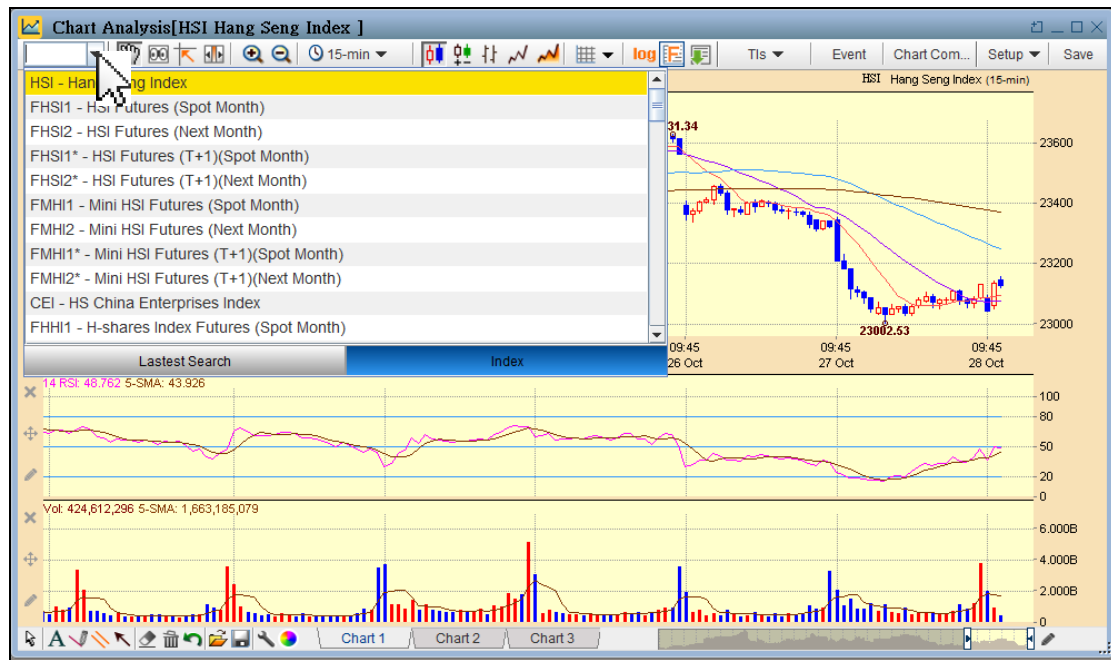 Chart Analysis[HSI Hang Seng Index ]
15-min log TIs Event Chart Com... Setup Save
HSI - Han ng Index
HSI Hang Seng Index (15-min)
FHSI1 - HSI Futures (Spot Month)
FHSI2 - HSI Futures (Next Month)
FHSI1* - HSI Futures (T+1)(Spot Month)
FHSI2* - HSI Futures (T+1)(Next Month)
FMHI1 - Mini HSI Futures (Spot Month)
FMHI2 - Mini HSI Futures (Next Month)
FMHI1* - Mini HSI Futures (T+1)(Spot Month)
FMHI2* - Mini HSI Futures (T+1)(Next Month)
CEI - HS China Enterprises Index
FHHI1 - H-shares Index Futures (Spot Month)
Lastest Search Index
31.34
23600
23400
23200
23000
23002.53
09:45 09:45 09:45
26 Oct 27 Oct 28 Oct
14 RSI: 48.762 5-SMA: 43.926
100
80
50
20
0
Vol: 424,612,296 5-SMA: 1,663,185,079
6.000B
4.000B
2.000B
0
A Chart 1 Chart 2 Chart 3